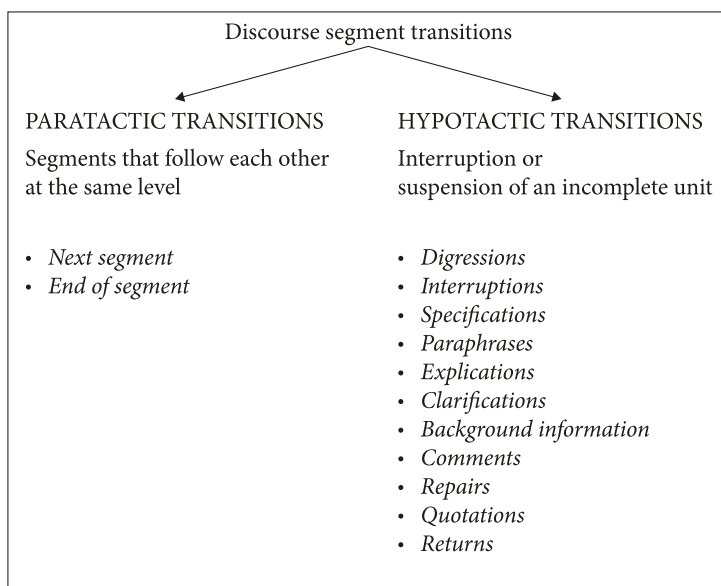 Discourse segment transitions
PARATACTIC TRANSITIONS
Segments that follow each other
at the same level
• Next segment
• End of segment
HYPOTACTIC TRANSITIONS
Interruption or
suspension of an incomplete unit
• Digressions
• Interruptions
• Specifications
• Paraphrases
• Explications
• Clarifications
• Background information
• Comments
• Repairs
• Quotations
• Returns